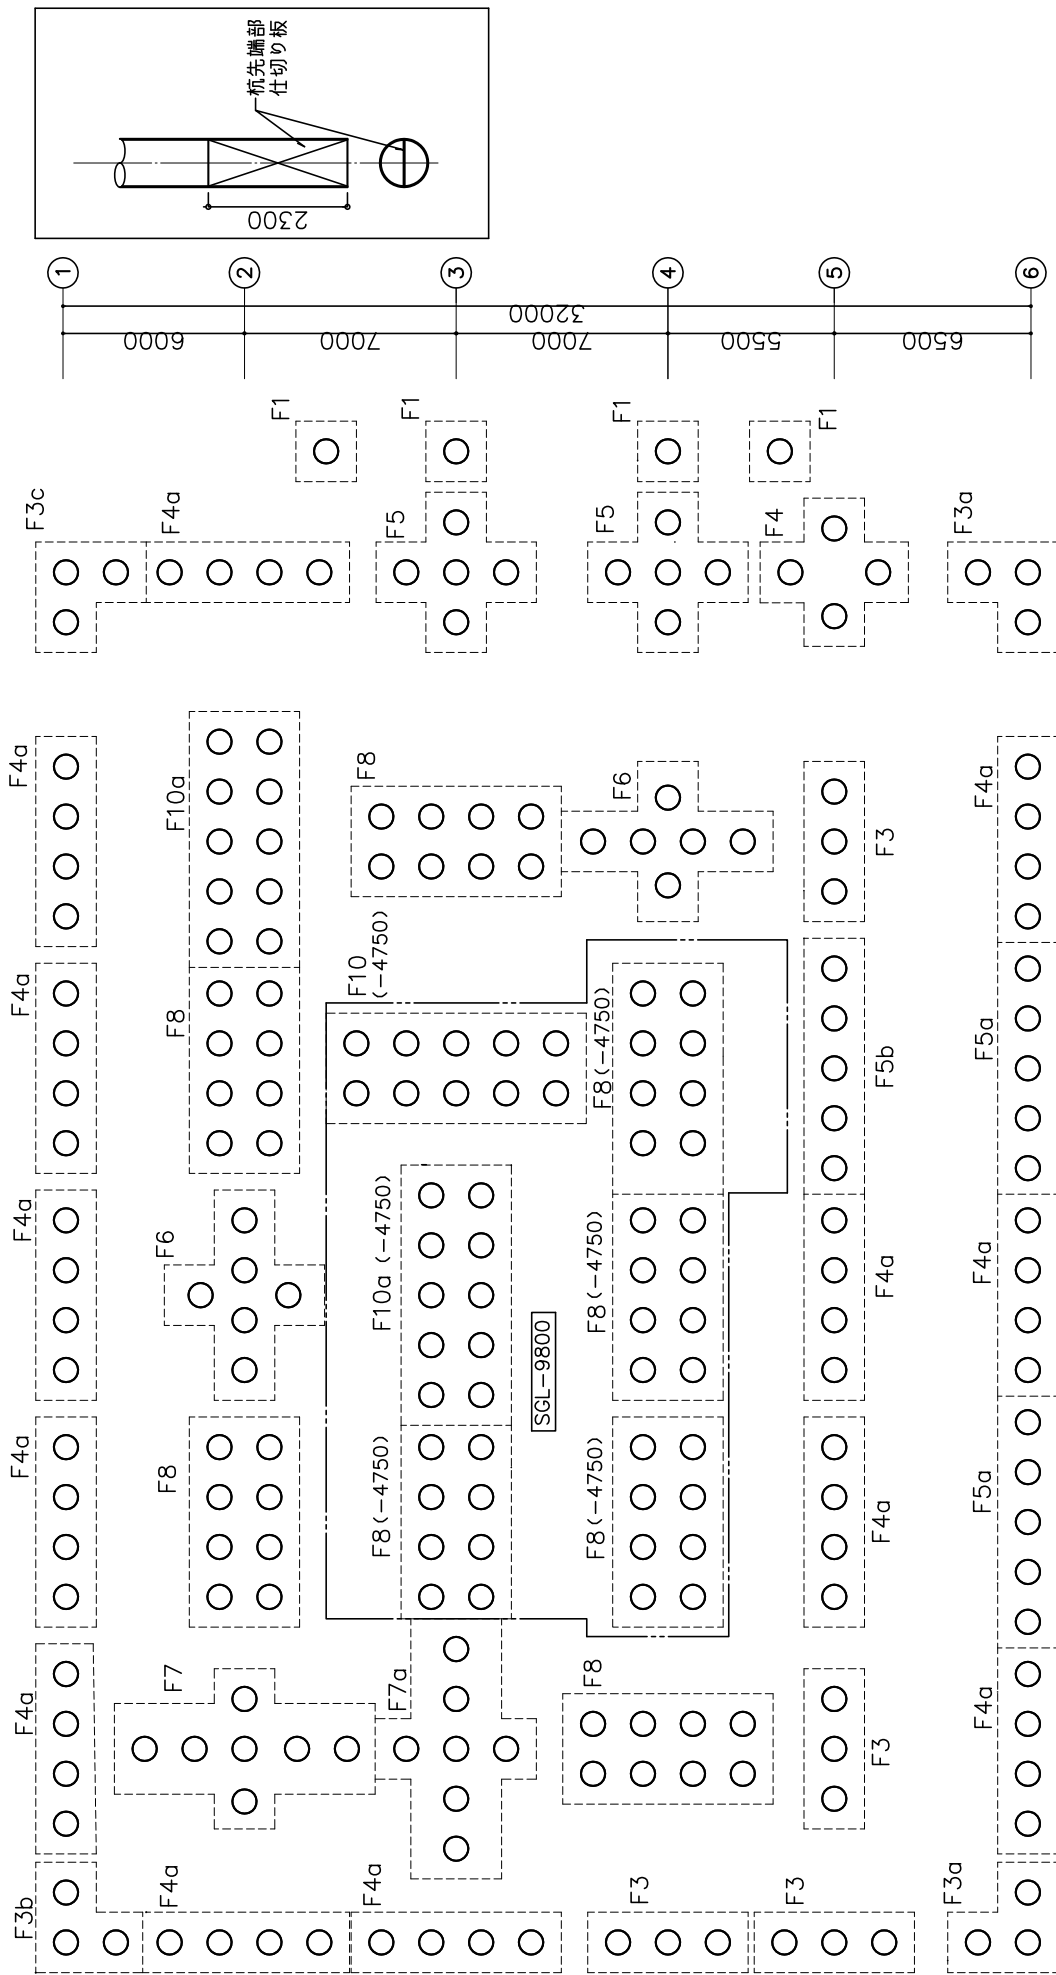 杭先端部
仕切り板
2300
1
2
3
4
5
6
32000
6000
7000
7000
5500
6500
F1
F1
F1
F1
F3c
F4a
F5
F5
F4
F3a
F4a
F10a
F8
F6
F3
F4a
F4a
F8
F10
(-4750)
F8(-4750)
F5b
F5a
F4a
F6
F10a (-4750)
F8(-4750)
F4a
F4a
SGL-9800
F4a
F8
F8(-4750)
F8(-4750)
F4a
F5a
F4a
F7
F7a
F8
F3
F4a
F3b
F4a
F4a
F3
F3
F3a